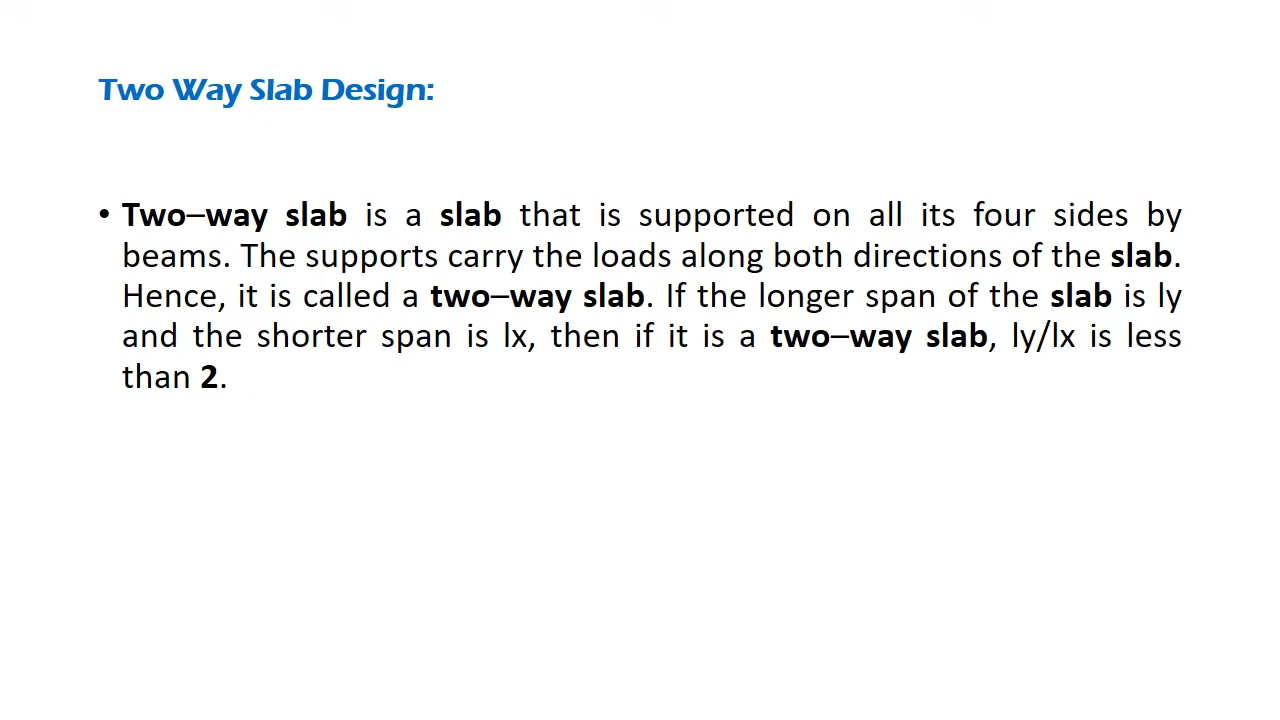 Two Way Slab Design:
• Two–way slab is a slab that is supported on all its four sides by
beams. The supports carry the loads along both directions of the slab.
Hence, it is called a two–way slab. If the longer span of the slab is ly
and the shorter span is lx, then if it is a two–way slab, ly/lx is less
than 2.